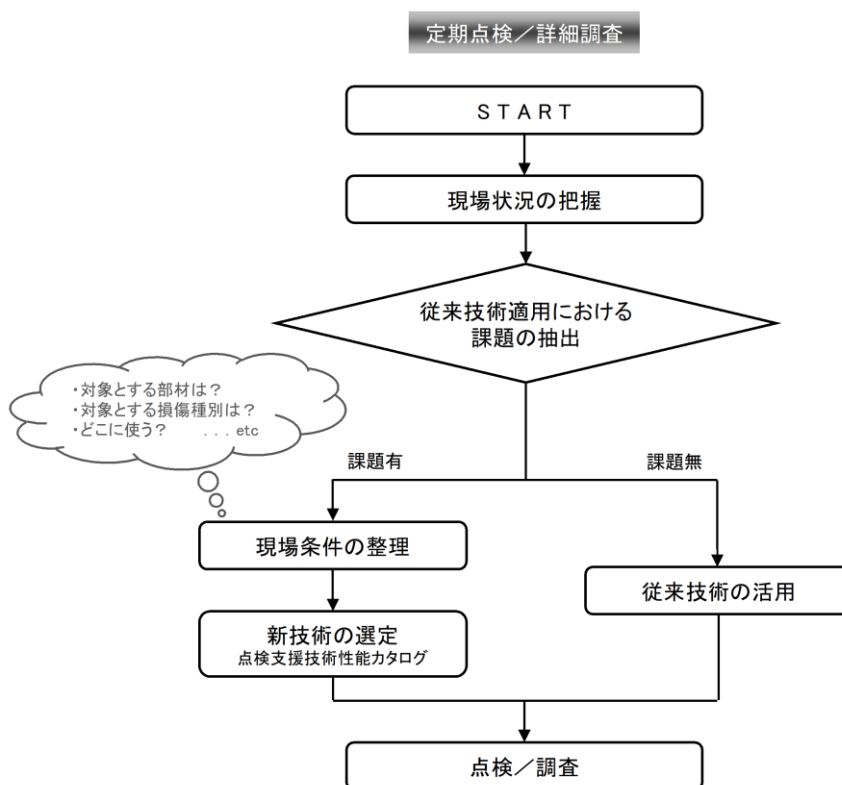 定期点検／詳細調査
ＳＴＡＲＴ
現場状況の把握
従来技術適用における
課題の抽出
・対象とする部材は？
・対象とする損傷種別は？
・どこに使う？　　．．．etc
課題有
課題無
現場条件の整理
従来技術の活用
新技術の選定
点検支援技術性能カタログ
点検／調査